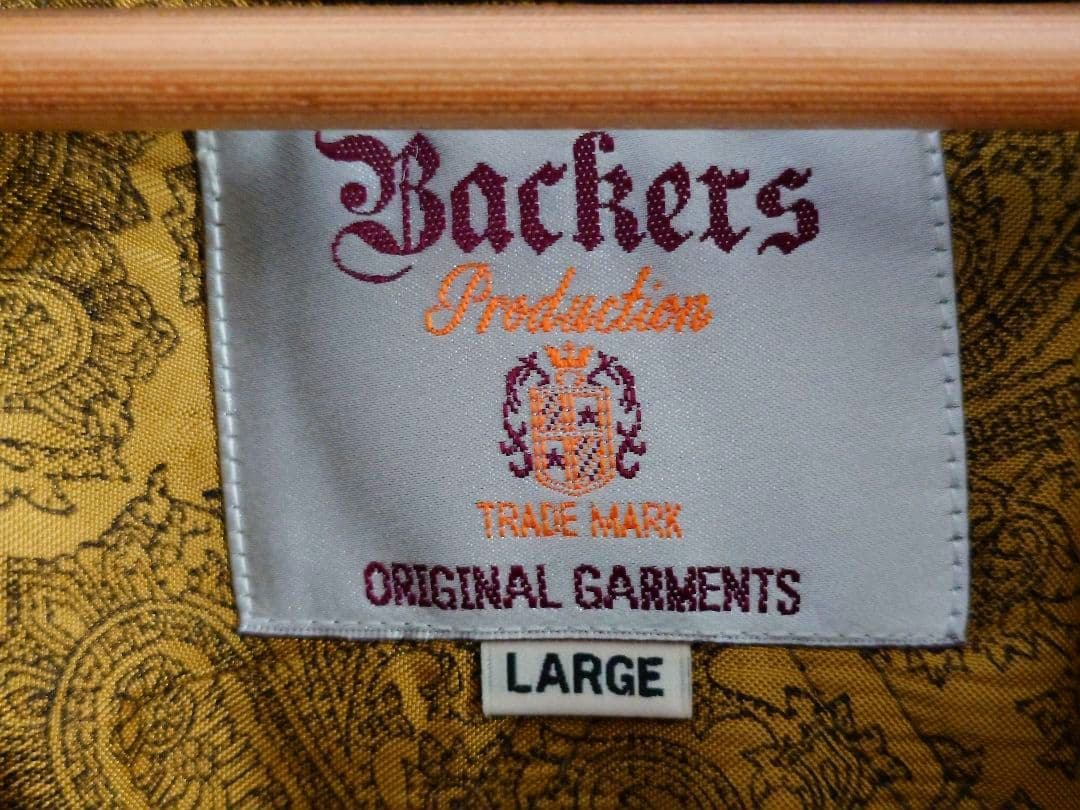 Backers
Production
TRADE MARK
ORIGINAL GARMENTS
LARGE